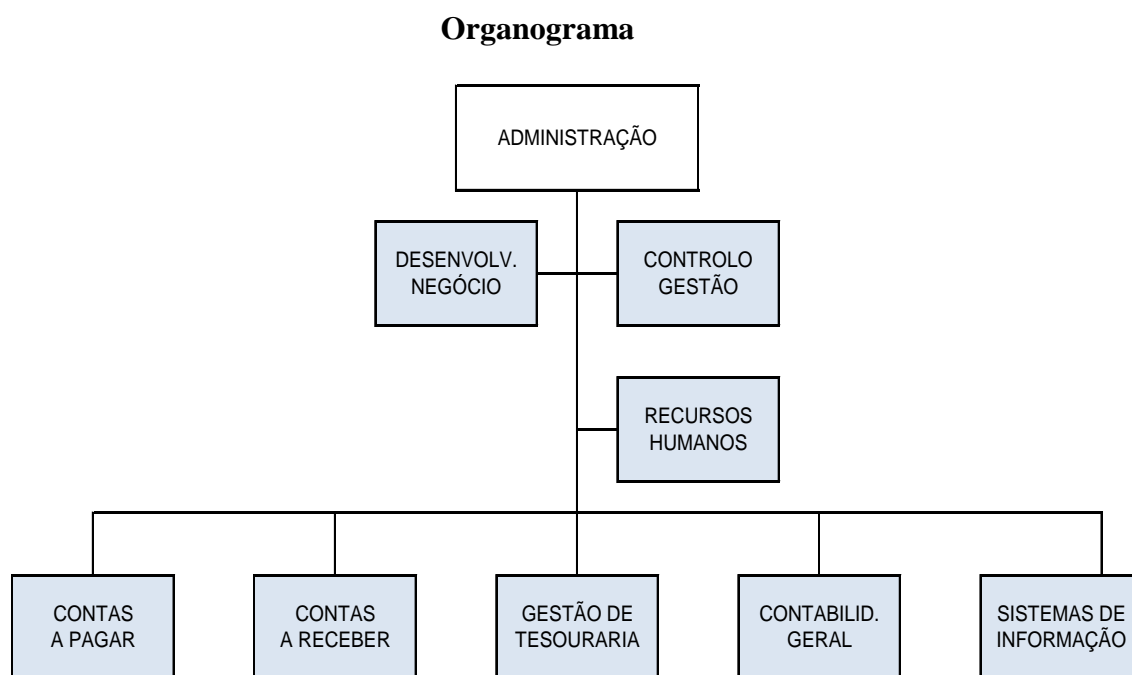 Organograma
ADMINISTRAÇÃO
DESENVOLV.
NEGÓCIO
CONTROLO
GESTÃO
RECURSOS
HUMANOS
CONTAS
A PAGAR
CONTAS
A RECEBER
GESTÃO DE
TESOURARIA
CONTABILID.
GERAL
SISTEMAS DE
INFORMAÇÃO